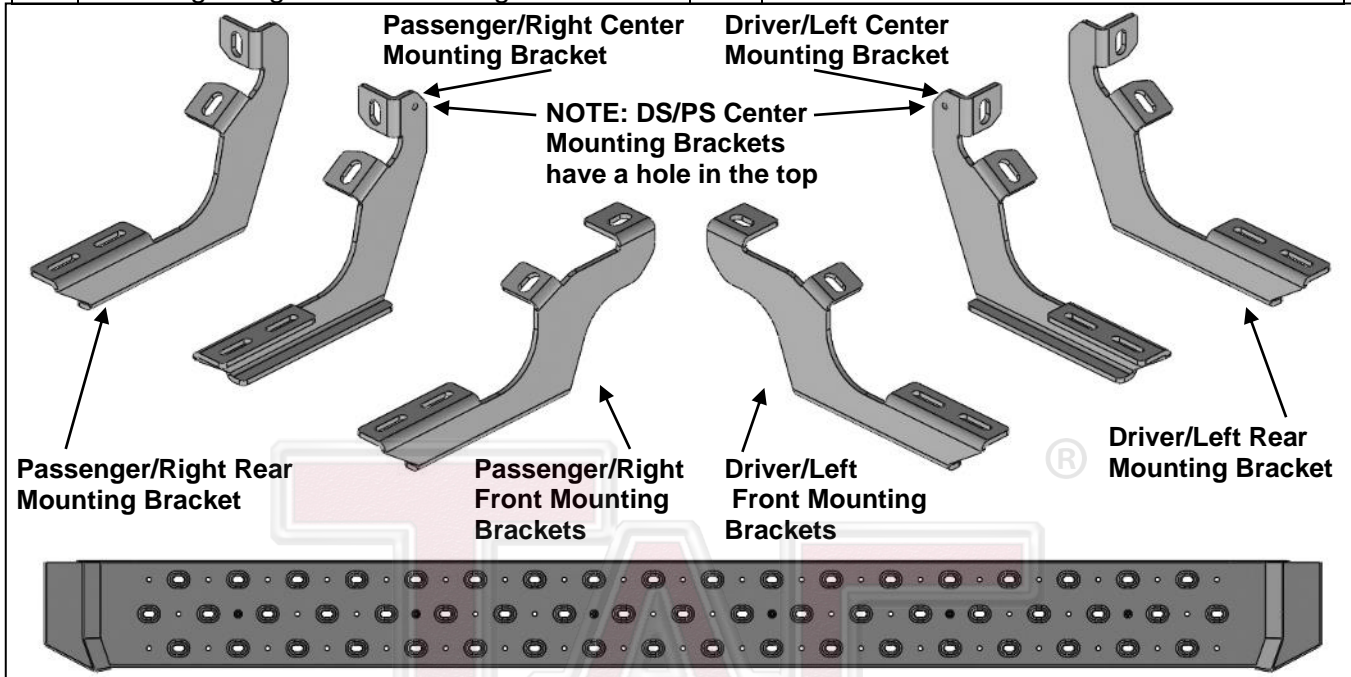 Passenger/Right Center
Mounting Bracket
Driver/Left Center
Mounting Bracket
NOTE: DS/PS Center
Mounting Brackets
have a hole in the top
Passenger/Right Rear
Mounting Bracket
Passenger/Right
Front Mounting
Brackets
Driver/Left
Front Mounting
Brackets
Driver/Left Rear
Mounting Bracket
®